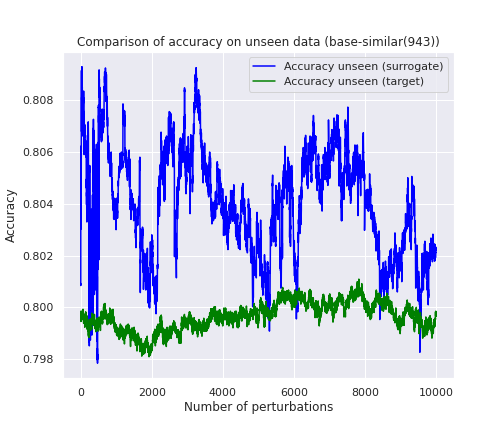 Comparison of accuracy on unseen data (base-similar(943))
Accuracy unseen (surrogate)
Accuracy unseen (target)
0.808
0.806
0.804
0.802
0.800
0.798
Accuracy
0 2000 4000 6000 8000 10000
Number of perturbations